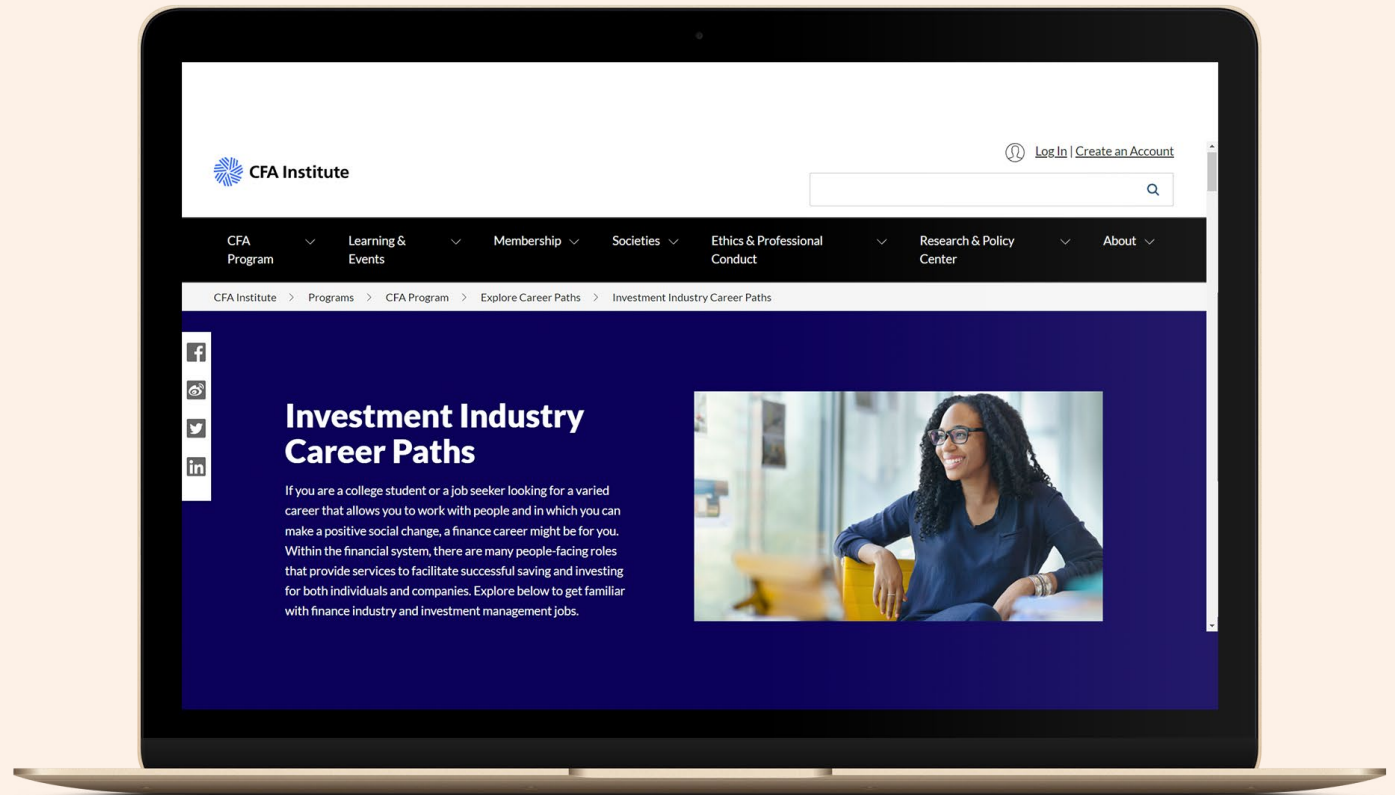 Log In | Create an Account
CFA Institute
CFA Program
Learning & Events
Membership
Societies
Ethics & Professional Conduct
Research & Policy Center
About
CFA Institute > Programs > CFA Program > Explore Career Paths > Investment Industry Career Paths
Investment Industry
Career Paths
If you are a college student or a job seeker looking for a varied
career that allows you to work with people and in which you can
make a positive social change, a finance career might be for you.
Within the financial system, there are many people-facing roles
that provide services to facilitate successful saving and investing
for both individuals and companies. Explore below to get familiar
with finance industry and investment management jobs.